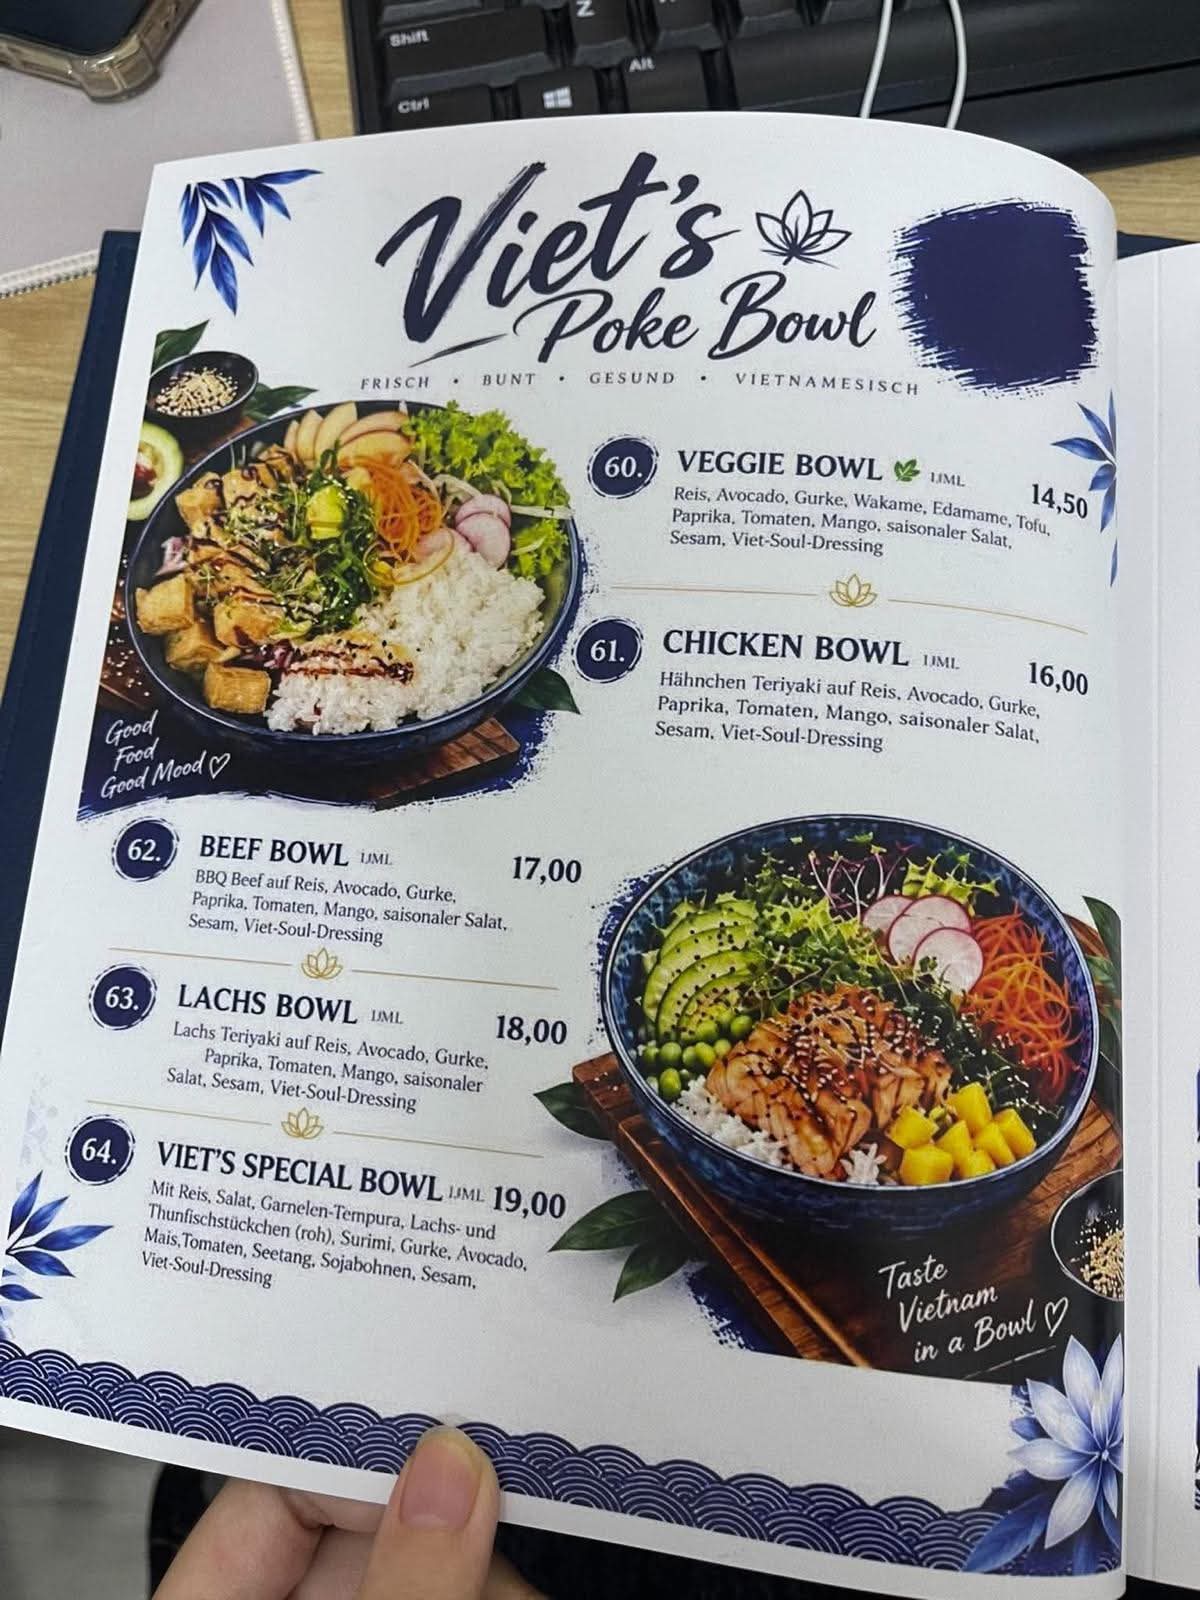 Z
Shift
Alt
Ctrl
Viet's
Poke Bowl
FRISCH • BUNT • GESUND • VIETNAMESISCH
60. VEGGIE BOWL I,J,M,L 14,50
Reis, Avocado, Gurke, Wakame, Edamame, Tofu,
Paprika, Tomaten, Mango, saisonaler Salat,
Sesam, Viet-Soul-Dressing
61. CHICKEN BOWL I,J,M,L 16,00
Hähnchen Teriyaki auf Reis, Avocado, Gurke,
Paprika, Tomaten, Mango, saisonaler Salat,
Sesam, Viet-Soul-Dressing
Good
Food
Good Mood
62. BEEF BOWL I,J,M,L 17,00
BBQ Beef auf Reis, Avocado, Gurke,
Paprika, Tomaten, Mango, saisonaler Salat,
Sesam, Viet-Soul-Dressing
63. LACHS BOWL I,J,M,L 18,00
Lachs Teriyaki auf Reis, Avocado, Gurke,
Paprika, Tomaten, Mango, saisonaler
Salat, Sesam, Viet-Soul-Dressing
64. VIET'S SPECIAL BOWL I,J,M,L 19,00
Mit Reis, Salat, Garnelen-Tempura, Lachs- und
Thunfischstückchen (roh), Surimi, Gurke, Avocado,
Mais,Tomaten, Seetang, Sojabohnen, Sesam,
Viet-Soul-Dressing
Taste
Vietnam
in a Bowl